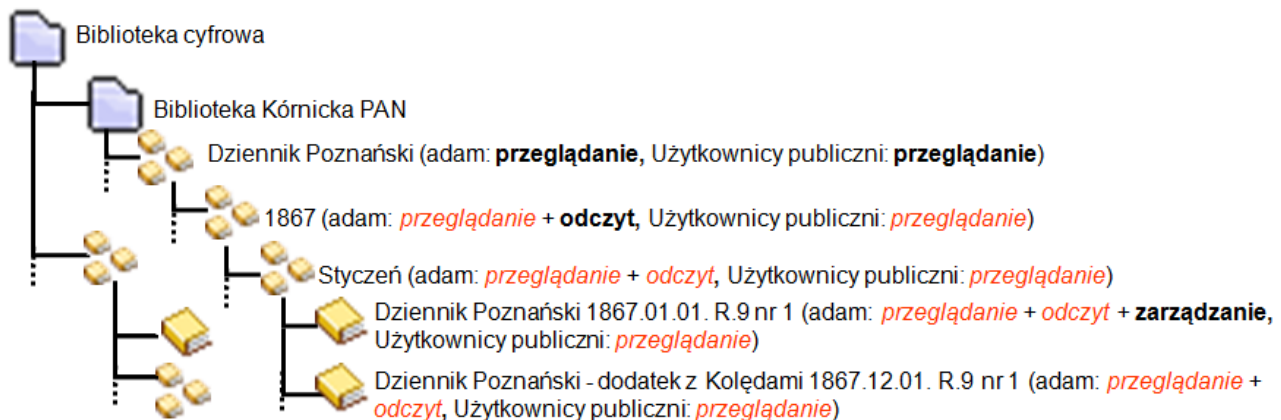 Biblioteka cyfrowa
Biblioteka Kórnicka PAN
Dziennik Poznański (adam: przeglądanie, Użytkownicy publiczni: przeglądanie)
1867 (adam: przeglądanie + odczyt, Użytkownicy publiczni: przeglądanie)
Styczeń (adam: przeglądanie + odczyt, Użytkownicy publiczni: przeglądanie)
Dziennik Poznański 1867.01.01. R.9 nr 1 (adam: przeglądanie + odczyt + zarządzanie,
Użytkownicy publiczni: przeglądanie)
Dziennik Poznański - dodatek z Kolędami 1867.12.01. R.9 nr 1 (adam: przeglądanie +
odczyt, Użytkownicy publiczni: przeglądanie)